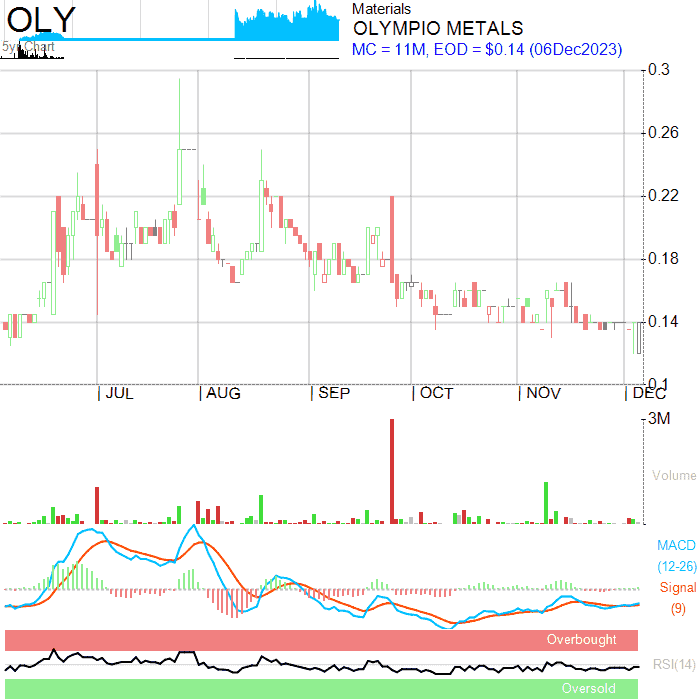 OLY
5yr Chart
Materials
OLYMPIO METALS
MC = 11M, EOD = $0.14 (06Dec2023)
0.3
0.26
0.22
0.18
0.14
0.1
JUL
AUG
SEP
OCT
NOV
DEC
3M
Volume
MACD
(12-26)
Signal
(9)
Overbought
RSI(14)
Oversold